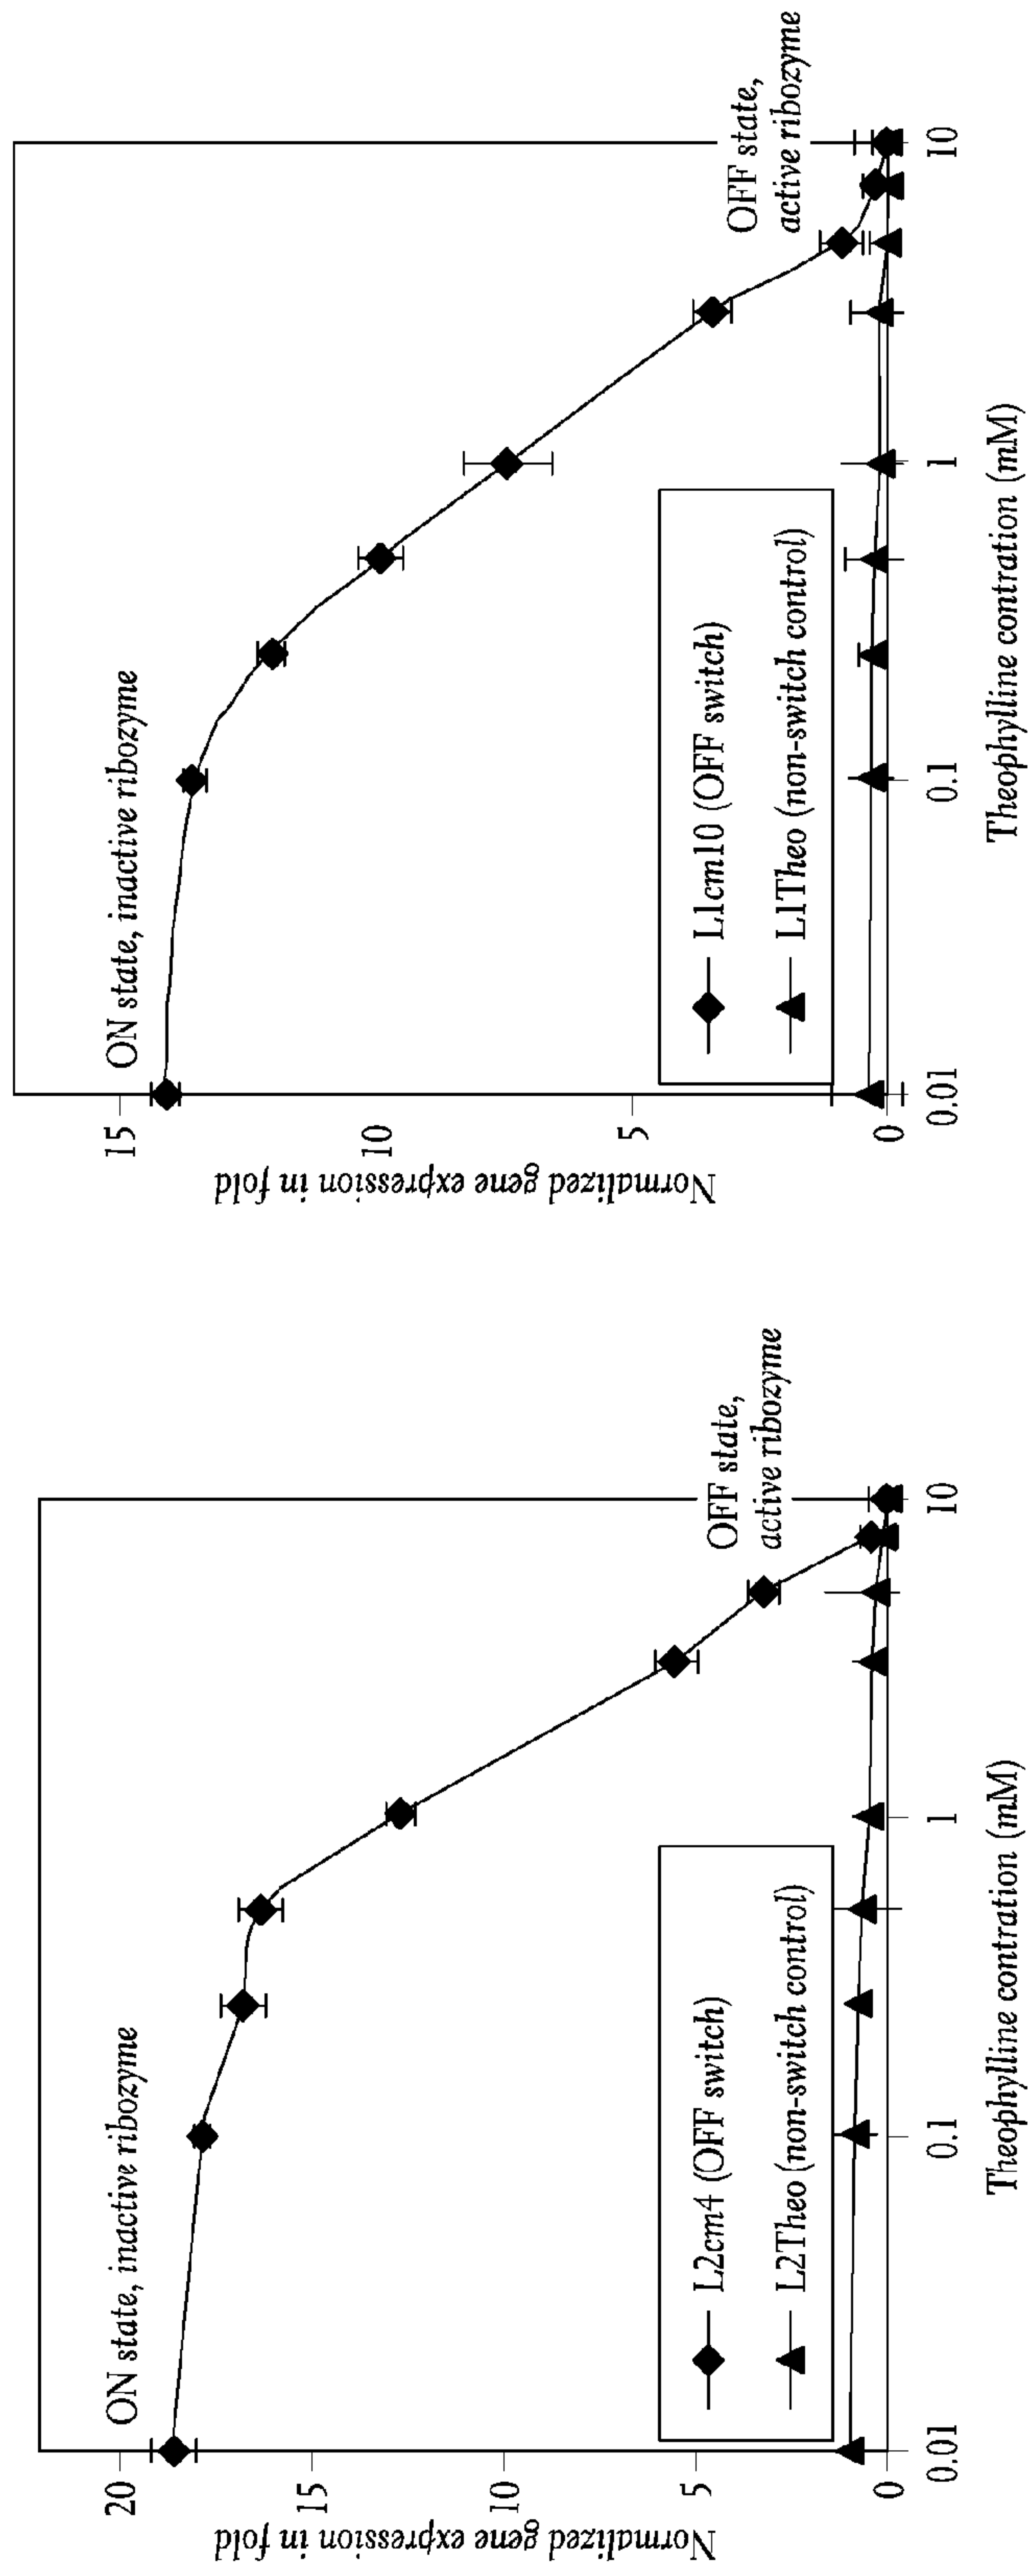 Normalized gene expression in fold
20
15
10
5
0
ON state, inactive ribozyme
OFF state,
active ribozyme
L2cm4 (OFF switch)
L2Theo (non-switch control)
0.01
0.1
1
10
Theophylline contration (mM)
Normalized gene expression in fold
15
10
5
0
ON state, inactive ribozyme
OFF state,
active ribozyme
L1cm10 (OFF switch)
L1Theo (non-switch control)
0.01
0.1
1
10
Theophylline contration (mM)